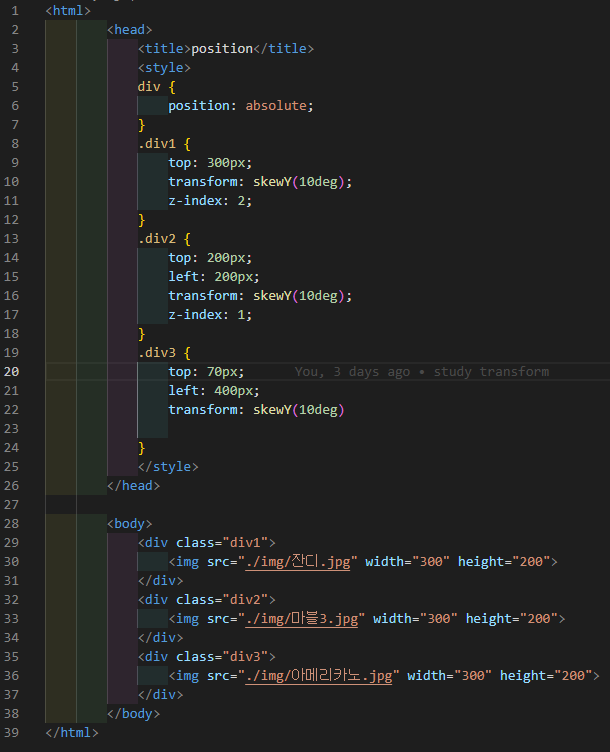 1 <html>
2 <head>
3 <title>position</title>
4 <style>
5 div {
6 position: absolute;
7 }
8 .div1 {
9 top: 300px;
10 transform: skewY(10deg);
11 z-index: 2;
12 }
13 .div2 {
14 top: 200px;
15 left: 200px;
16 transform: skewY(10deg);
17 z-index: 1;
18 }
19 .div3 {
20 top: 70px; You, 3 days ago • study transform
21 left: 400px;
22 transform: skewY(10deg)
23
24 }
25 </style>
26 </head>
27
28 <body>
29 <div class="div1">
30 <img src="./img/잔디.jpg" width="300" height="200">
31 </div>
32 <div class="div2">
33 <img src="./img/마블3.jpg" width="300" height="200">
34 </div>
35 <div class="div3">
36 <img src="./img/아메리카노.jpg" width="300" height="200">
37 </div>
38 </body>
39 </html>